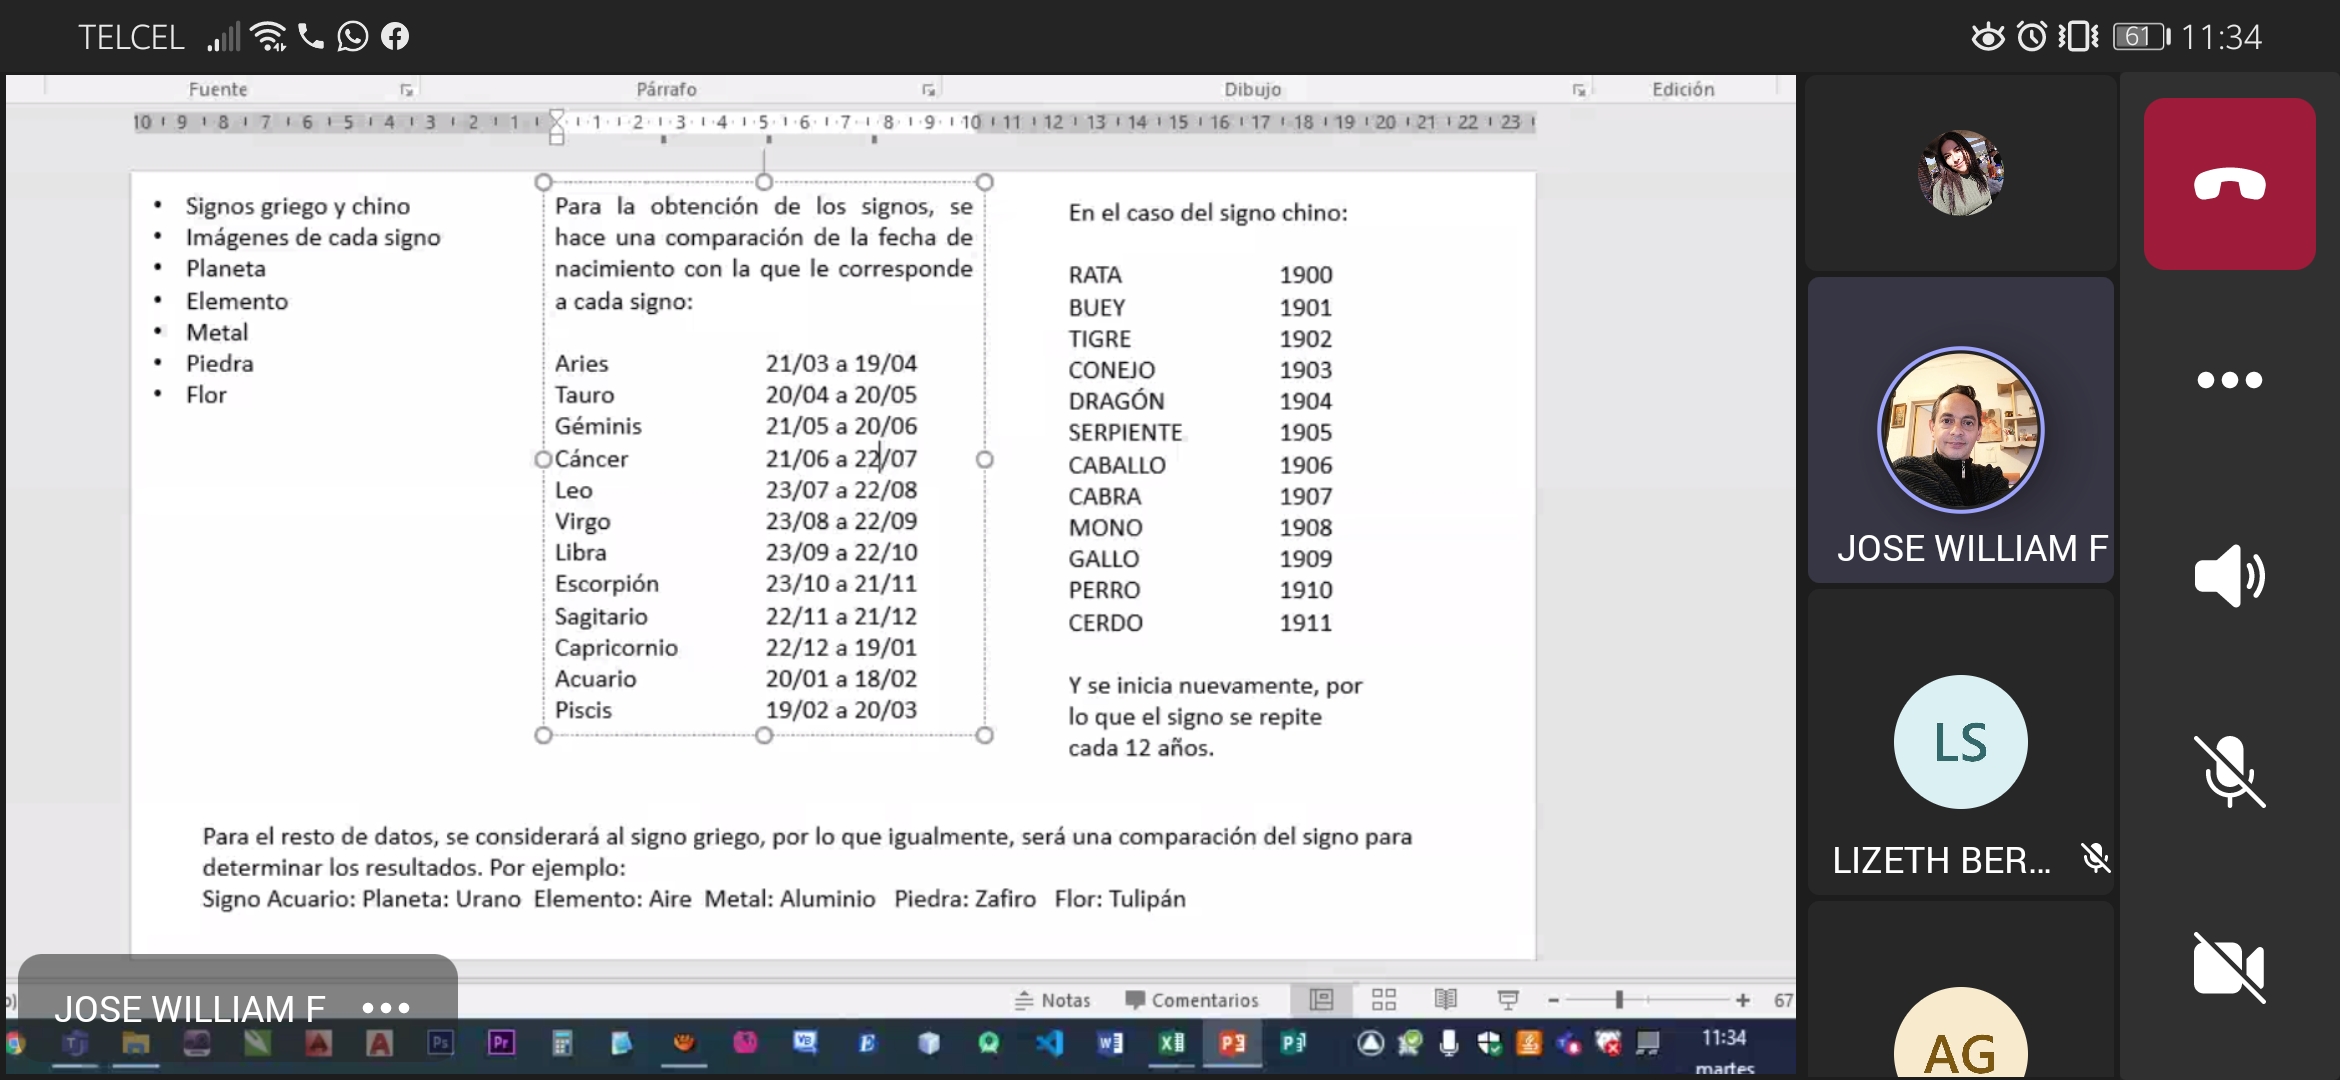 TELCEL
61 11:34
Fuente Párrafo Dibujo Edición
10 9 8 7 6 5 4 3 2 1 1 2 3 4 5 6 7 8 9 10 11 12 13 14 15 16 17 18 19 20 21 22 23
• Signos griego y chino
• Imágenes de cada signo
• Planeta
• Elemento
• Metal
• Piedra
• Flor
Para la obtención de los signos, se
hace una comparación de la fecha de
nacimiento con la que le corresponde
a cada signo:
Aries 21/03 a 19/04
Tauro 20/04 a 20/05
Géminis 21/05 a 20/06
Cáncer 21/06 a 22/07
Leo 23/07 a 22/08
Virgo 23/08 a 22/09
Libra 23/09 a 22/10
Escorpión 23/10 a 21/11
Sagitario 22/11 a 21/12
Capricornio 22/12 a 19/01
Acuario 20/01 a 18/02
Piscis 19/02 a 20/03
En el caso del signo chino:
RATA 1900
BUEY 1901
TIGRE 1902
CONEJO 1903
DRAGÓN 1904
SERPIENTE 1905
CABALLO 1906
CABRA 1907
MONO 1908
GALLO 1909
PERRO 1910
CERDO 1911
Y se inicia nuevamente, por
lo que el signo se repite
cada 12 años.
Para el resto de datos, se considerará al signo griego, por lo que igualmente, será una comparación del signo para
determinar los resultados. Por ejemplo:
Signo Acuario: Planeta: Urano Elemento: Aire Metal: Aluminio Piedra: Zafiro Flor: Tulipán
JOSE WILLIAM F
Notas Comentarios 67
11:34
martes
JOSE WILLIAM F
LS
LIZETH BER...
AG